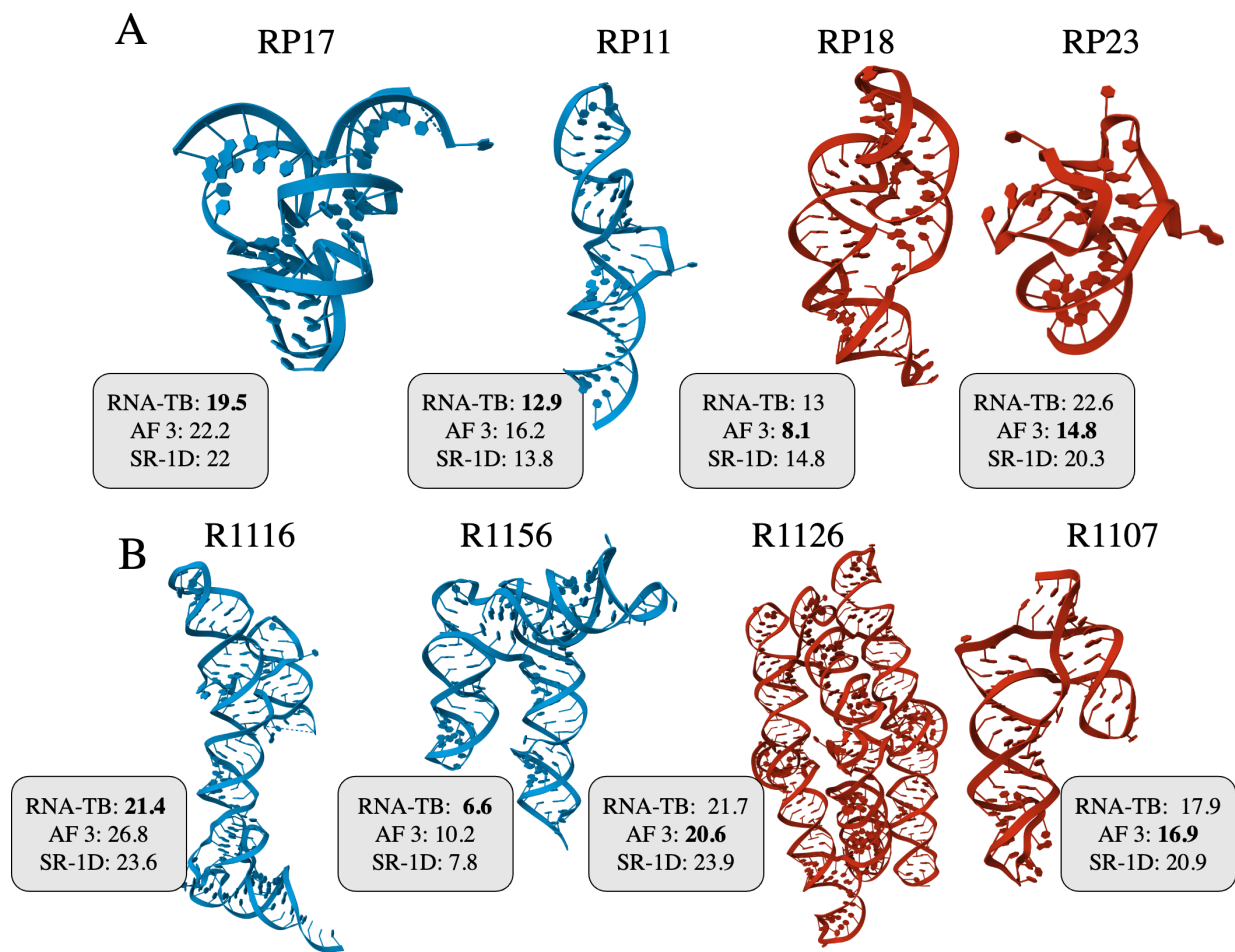 A
RP17
RP11
RP18
RP23
RNA-TB: 19.5
AF 3: 22.2
SR-1D: 22
RNA-TB: 12.9
AF 3: 16.2
SR-1D: 13.8
RNA-TB: 13
AF 3: 8.1
SR-1D: 14.8
RNA-TB: 22.6
AF 3: 14.8
SR-1D: 20.3
B
R1116
R1156
R1126
R1107
RNA-TB: 21.4
AF 3: 26.8
SR-1D: 23.6
RNA-TB: 6.6
AF 3: 10.2
SR-1D: 7.8
RNA-TB: 21.7
AF 3: 20.6
SR-1D: 23.9
RNA-TB: 17.9
AF 3: 16.9
SR-1D: 20.9